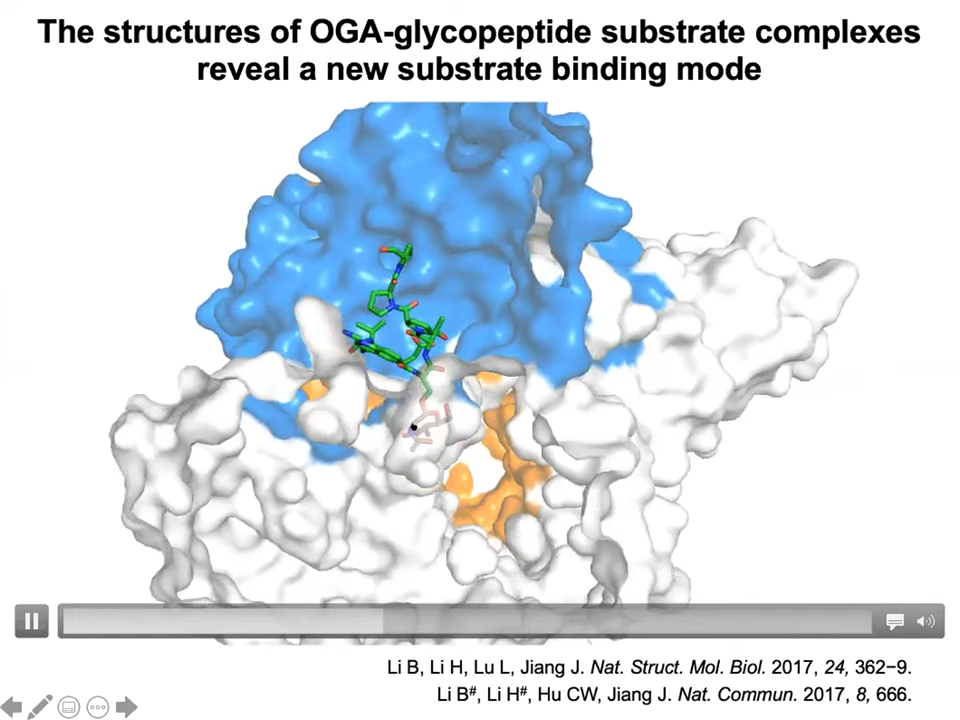 The structures of OGA-glycopeptide substrate complexes
reveal a new substrate binding mode
Li B, Li H, Lu L, Jiang J. Nat. Struct. Mol. Biol. 2017, 24, 362−9.
Li B#, Li H#, Hu CW, Jiang J. Nat. Commun. 2017, 8, 666.